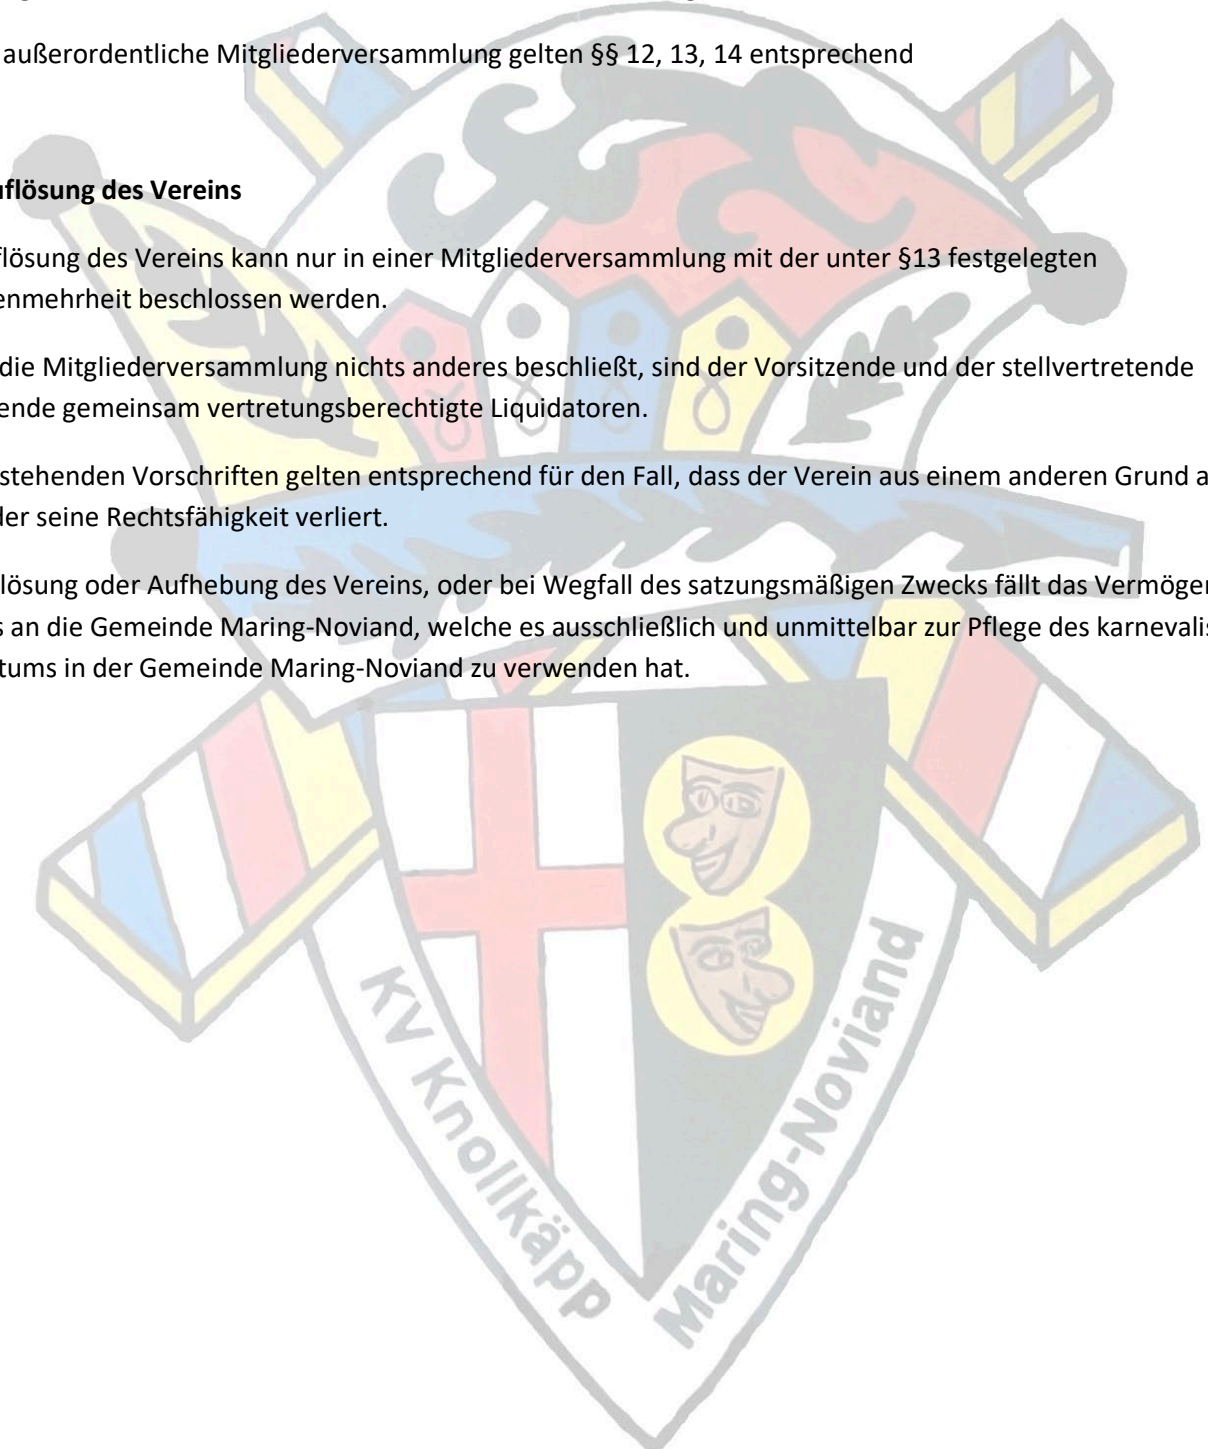 außerordentliche Mitgliederversammlung gelten §§ 12, 13, 14 entsprechend
uflösung des Vereins
flösung des Vereins kann nur in einer Mitgliederversammlung mit der unter §13 festgelegten
enmehrheit beschlossen werden.
die Mitgliederversammlung nichts anderes beschließt, sind der Vorsitzende und der stellvertretende
ende gemeinsam vertretungsberechtigte Liquidatoren.
stehenden Vorschriften gelten entsprechend für den Fall, dass der Verein aus einem anderen Grund a
der seine Rechtsfähigkeit verliert.
lösung oder Aufhebung des Vereins, oder bei Wegfall des satzungsmäßigen Zwecks fällt das Vermögen
s an die Gemeinde Maring-Noviand, welche es ausschließlich und unmittelbar zur Pflege des karnevalis
tums in der Gemeinde Maring-Noviand zu verwenden hat.
KV Knollkäpp
Maring-Noviand